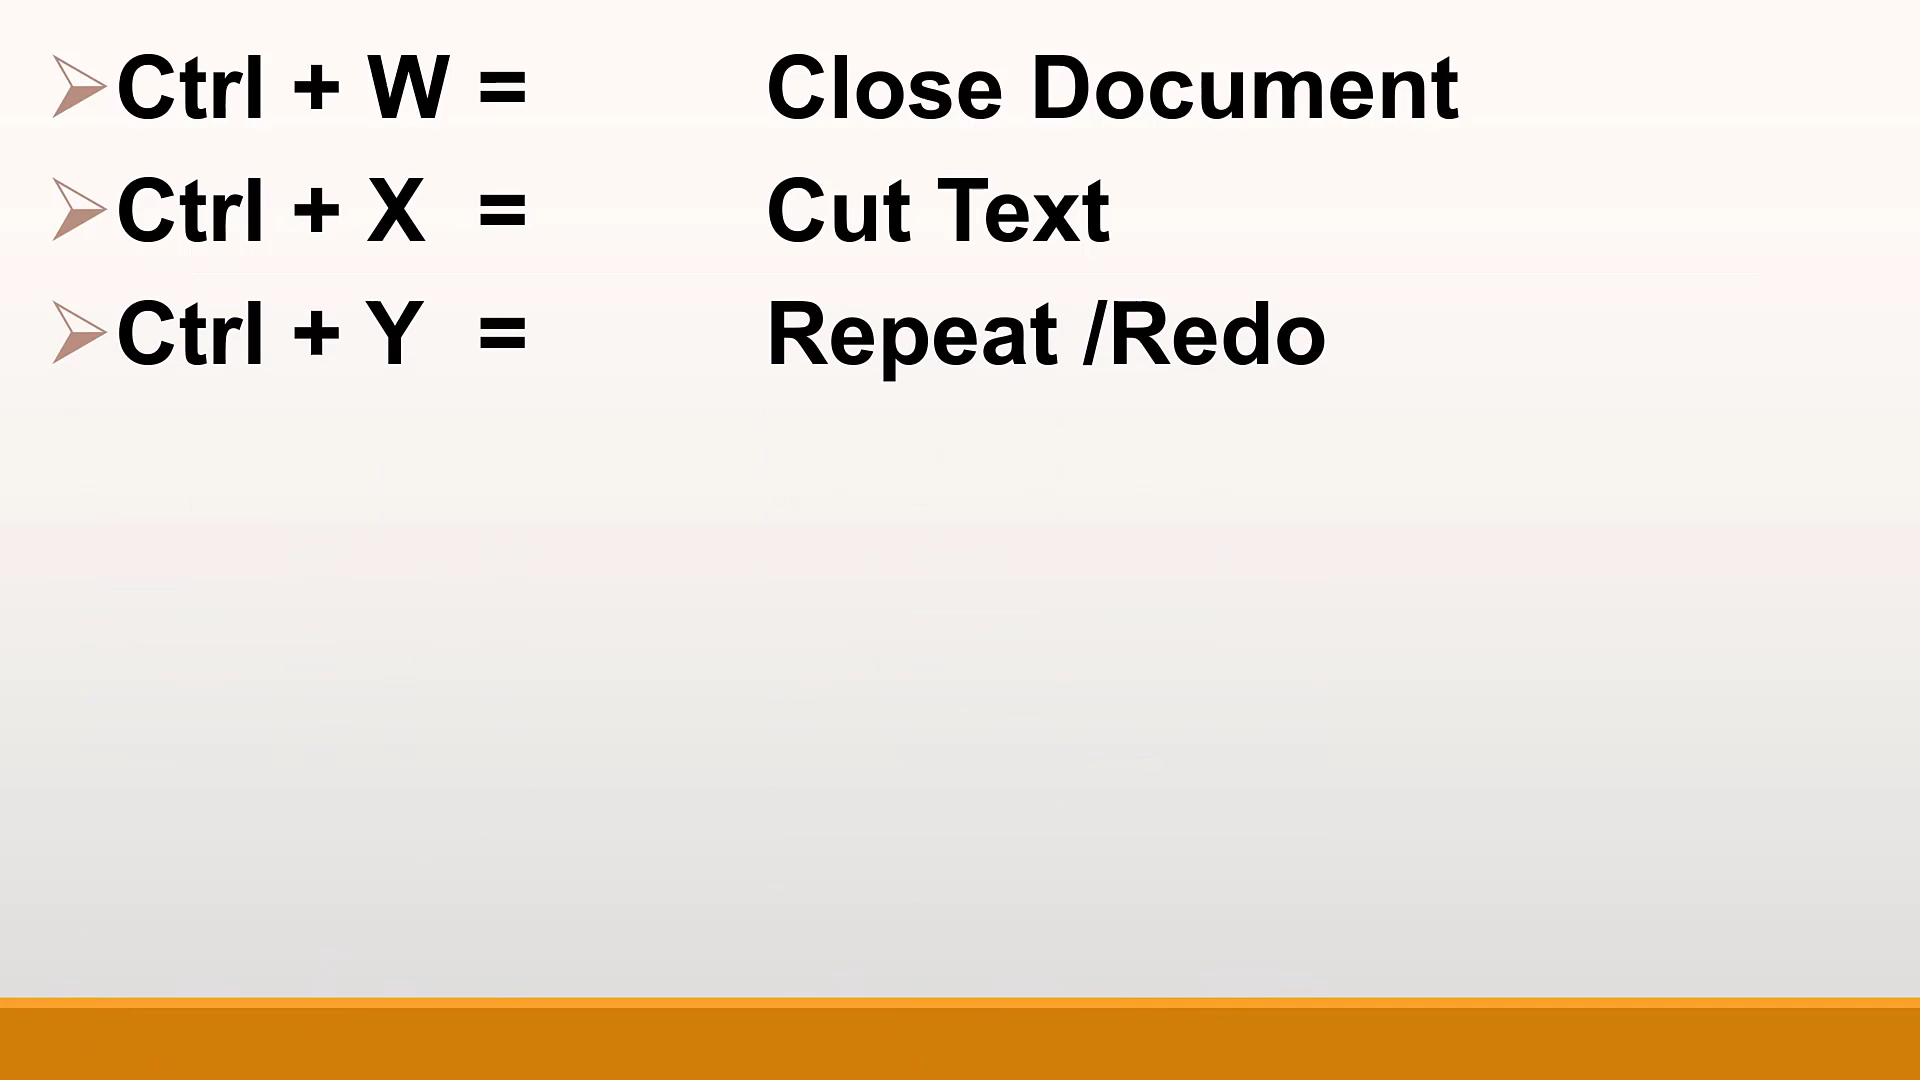 Ctrl + W = Close Document
Ctrl + X = Cut Text
Ctrl + Y = Repeat /Redo